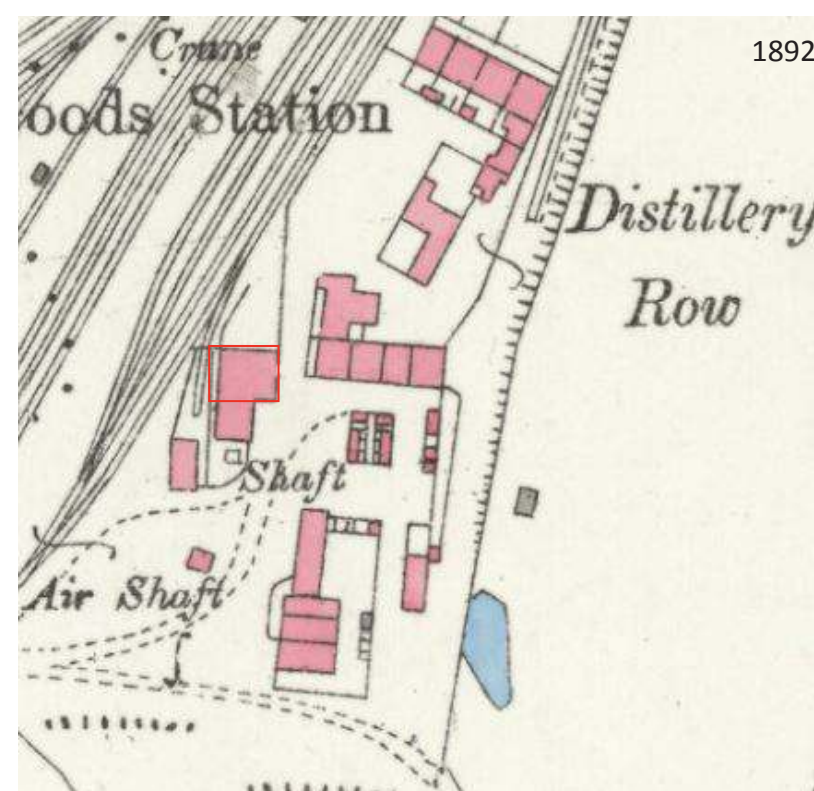 1892
Crane
oods Station
Distillery
Row
Shaft
Air Shaft